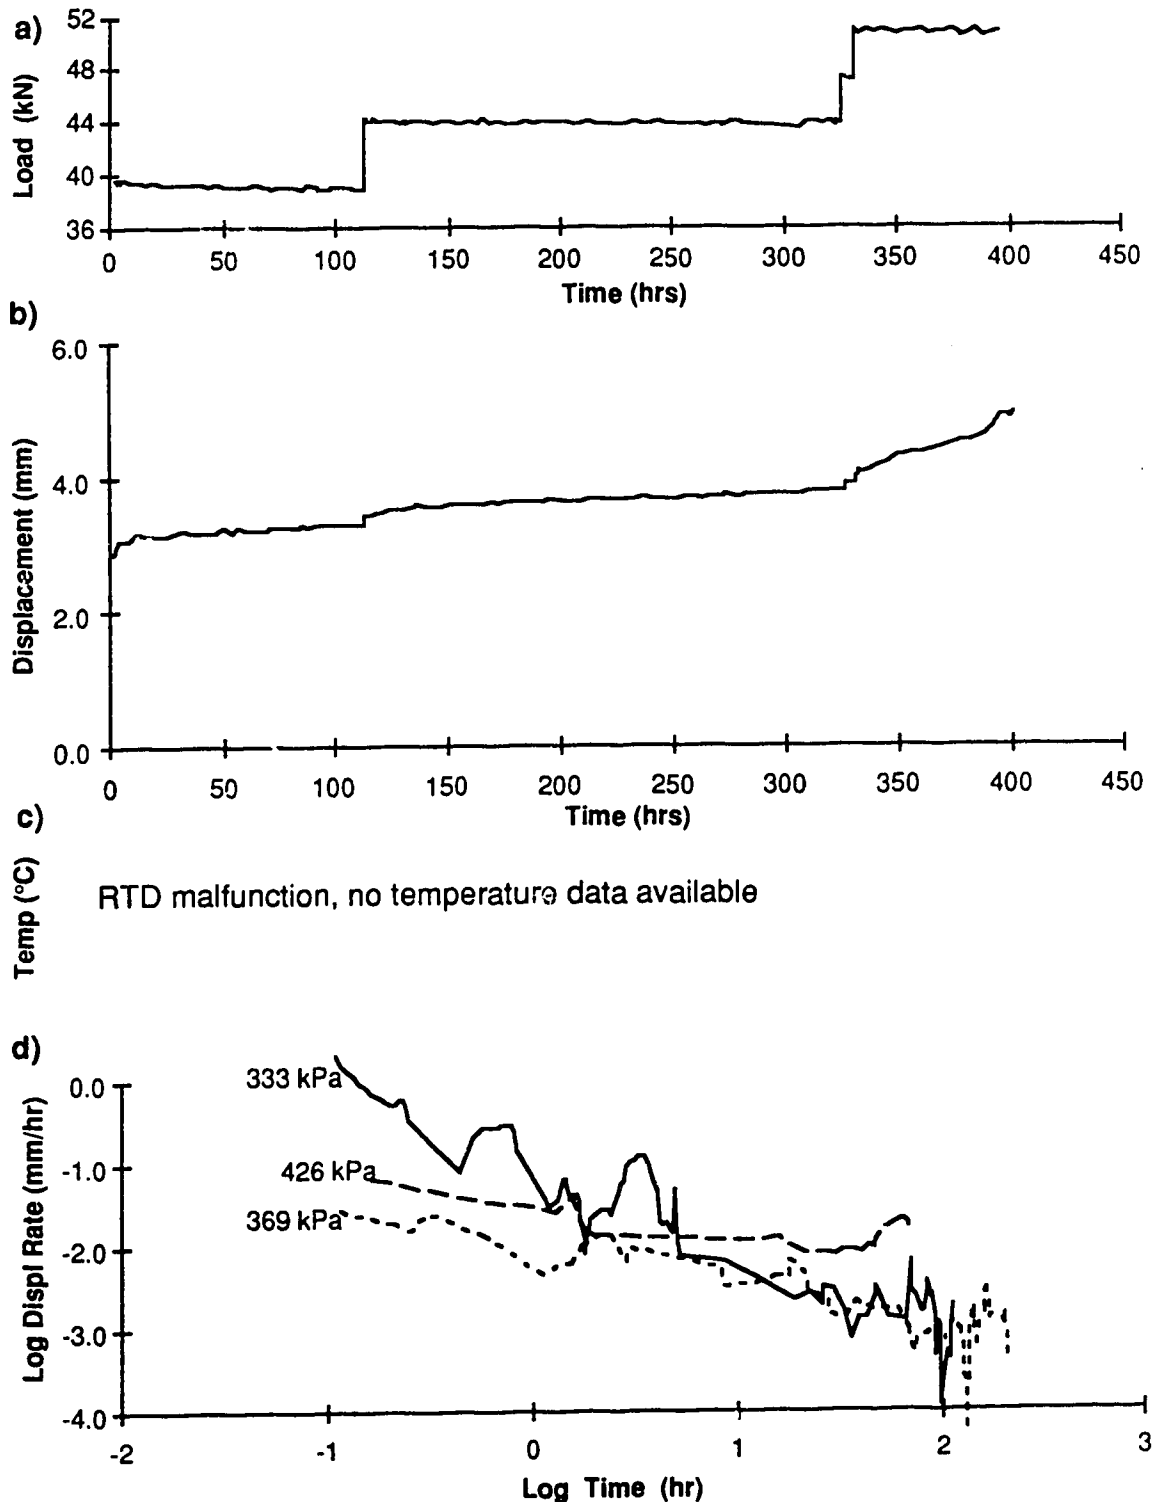 a)
Load (kN)
52
48
44
40
36
0 50 100 150 200 250 300 350 400 450
Time (hrs)
b)
Displacement (mm)
6.0
4.0
2.0
0.0
0 50 100 150 200 250 300 350 400 450
Time (hrs)
c)
Temp (°C)
RTD malfunction, no temperature data available
d)
Log Displ Rate (mm/hr)
0.0
-1.0
-2.0
-3.0
-4.0
333 kPa
426 kPa
369 kPa
-2 -1 0 1 2 3
Log Time (hr)